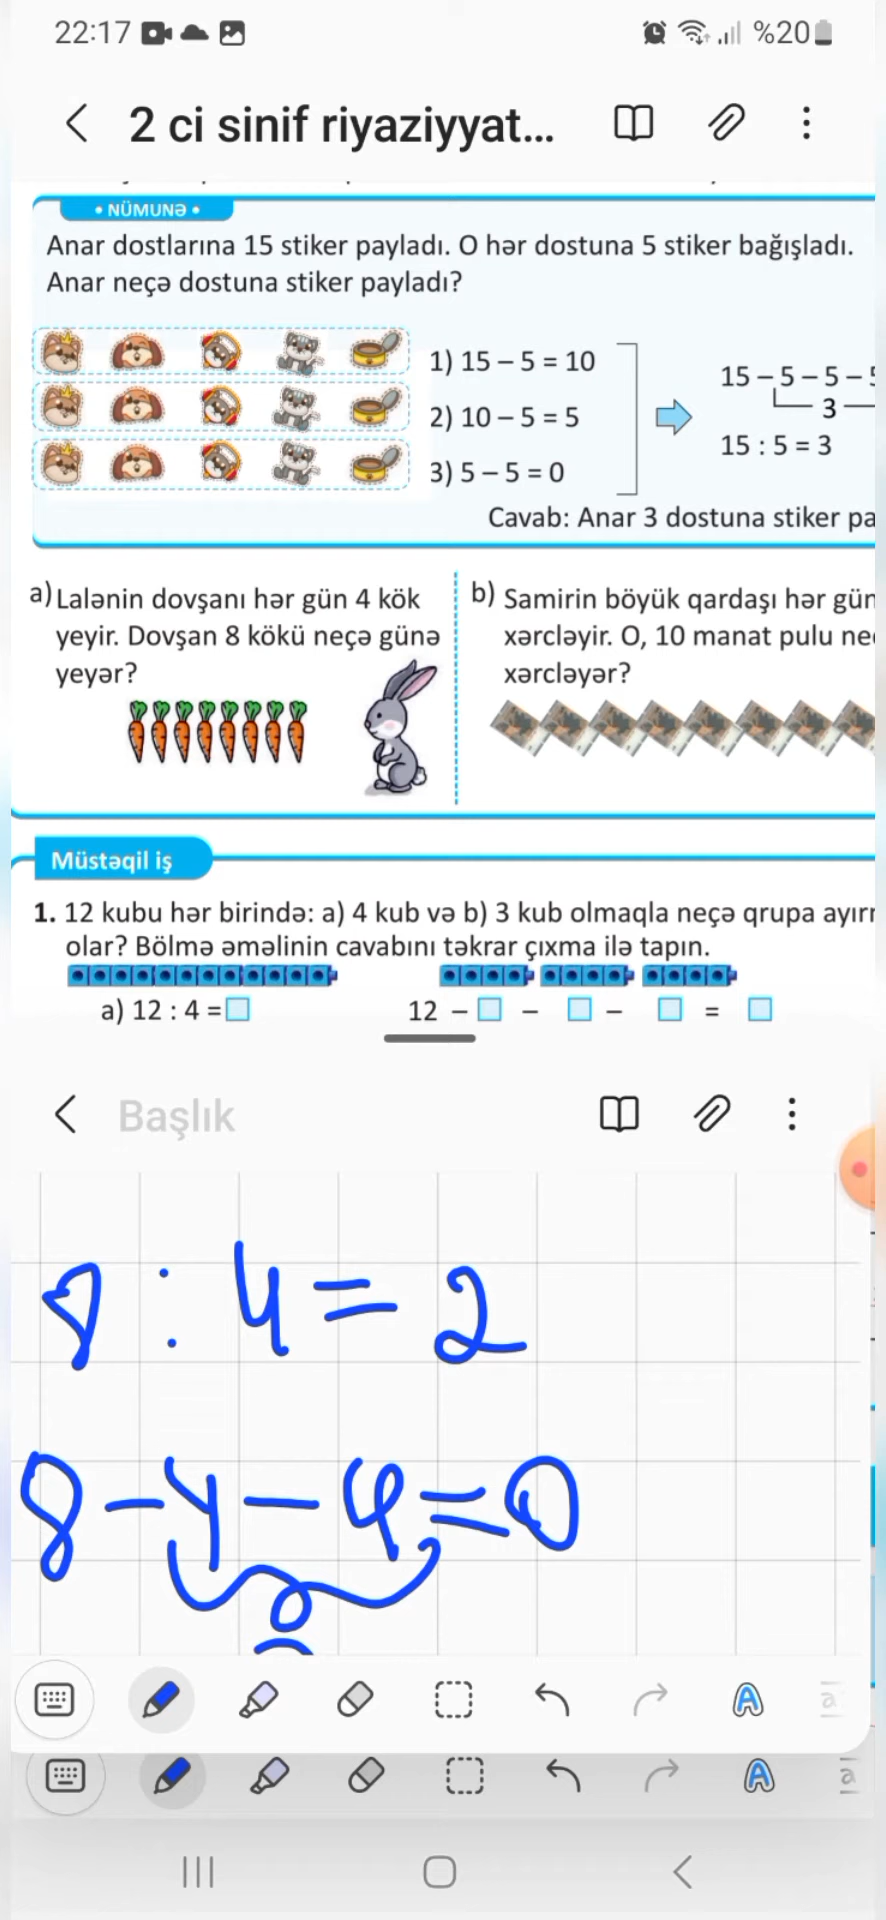 22:17 %20
2 ci sinif riyaziyyat...
• NÜMUNƏ •
Anar dostlarına 15 stiker payladı. O hər dostuna 5 stiker bağışladı.
Anar neçə dostuna stiker payladı?
1) 15 – 5 = 10
2) 10 – 5 = 5
3) 5 – 5 = 0
15 – 5 – 5 –
3
15 : 5 = 3
Cavab: Anar 3 dostuna stiker pa
a) Lalənin dovşanı hər gün 4 kök
yeyir. Dovşan 8 kökü neçə günə
yeyər?
b) Samirin böyük qardaşı hər gün
xərcləyir. O, 10 manat pulu ne
xərcləyər?
Müstəqil iş
1. 12 kubu hər birində: a) 4 kub və b) 3 kub olmaqla neçə qrupa ayır
olar? Bölmə əməlinin cavabını təkrar çıxma ilə tapın.
a) 12 : 4 = 12 – – – =
Başlık
8 : 4 = 2
8 – 4 – 4 = 0